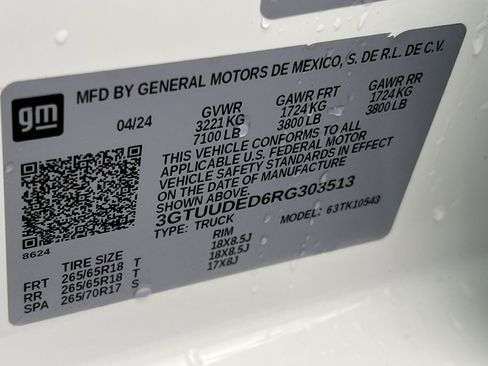 gm
MFD BY GENERAL MOTORS DE MEXICO, S. DE R.L. DE C.V.
04/24 GVWR GAWR FRT GAWR RR
3221 KG 1724 KG 1724 KG
7100 LB 3800 LB 3800 LB
THIS VEHICLE CONFORMS TO ALL
APPLICABLE U.S. FEDERAL MOTOR
VEHICLE SAFETY STANDARDS IN EFFECT
ON THE DATE OF MANUFACTURE
SHOWN ABOVE
3GTUUDED6RG303513
TYPE: TRUCK MODEL: 63TK10543
8624
TIRE SIZE RIM
FRT 265/65R18 T 18X8.5J
RR 265/65R18 T 18X8.5J
SPA 265/70R17 S 17X8J